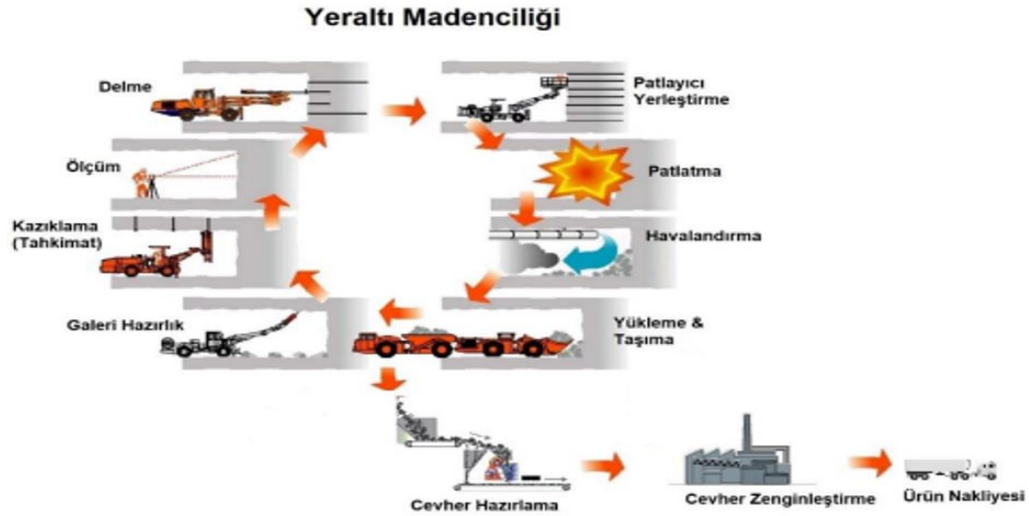 Yeraltı Madenciliği
Delme
Patlayıcı
Yerleştirme
Ölçüm
Patlatma
Kazıklama
(Tahkimat)
Havalandırma
Galeri Hazırlık
Yükleme &
Taşıma
Cevher Hazırlama
Cevher Zenginleştirme
Ürün Nakliyesi